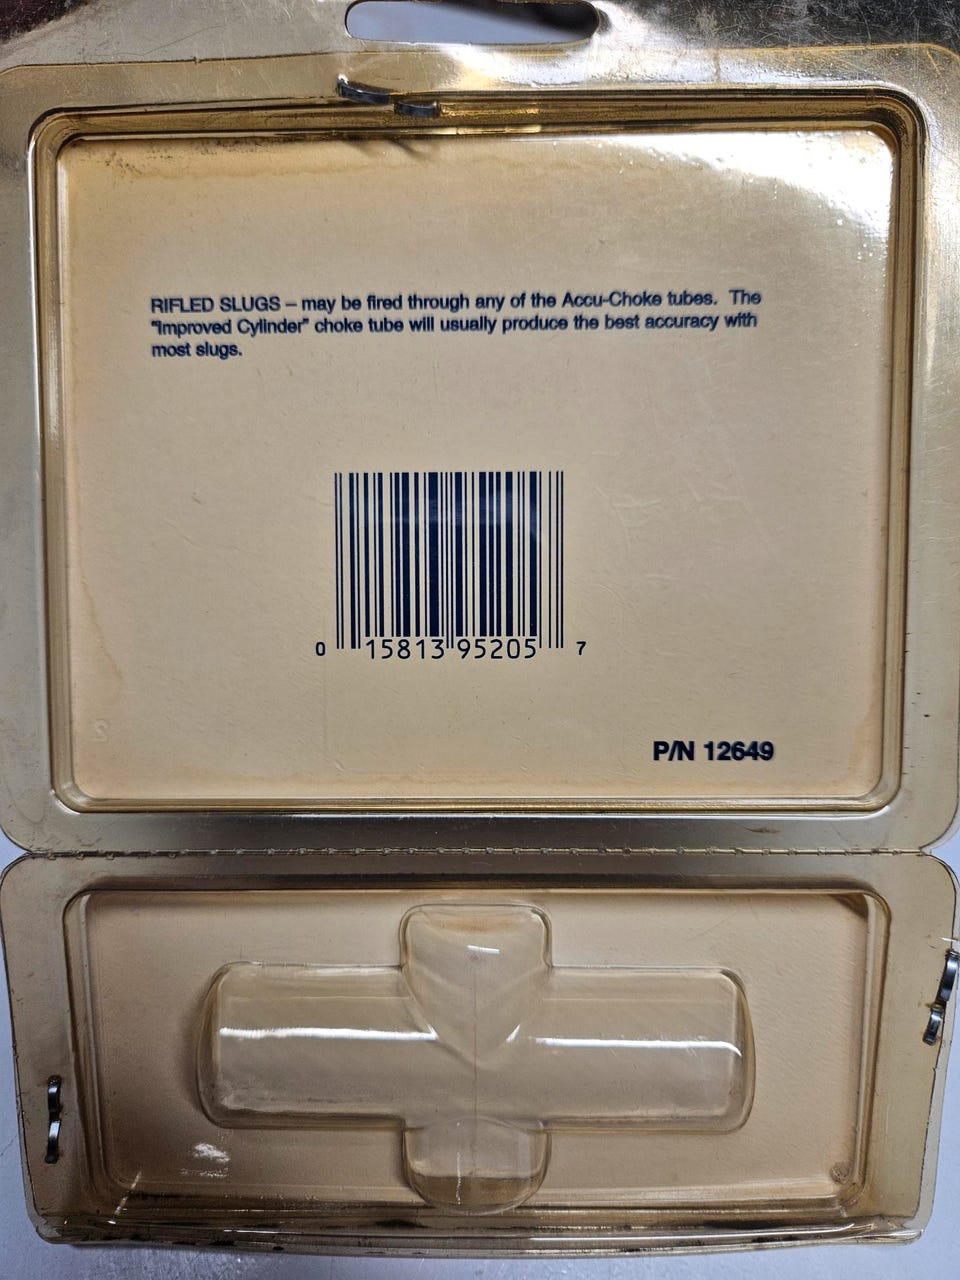 RIFLED SLUGS – may be fired through any of the Accu-Choke tubes. The
"Improved Cylinder" choke tube will usually produce the best accuracy with
most slugs.
0 15813 95205 7
P/N 12649